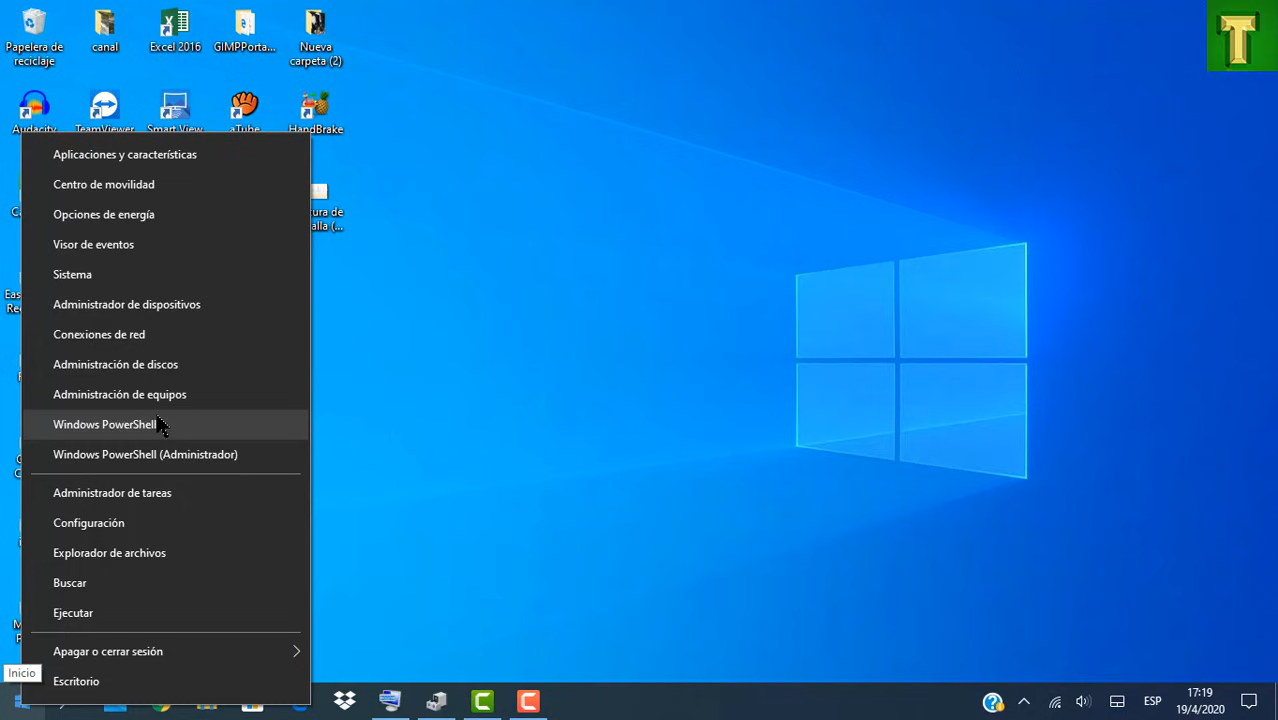 Papelera de
reciclaje
canal
Excel 2016
GIMPPorta...
Nueva
carpeta (2)
T
Audacity
TeamViewer
Smart View
aTube
HandBrake
Aplicaciones y características
Centro de movilidad
Opciones de energía
Visor de eventos
Sistema
Administrador de dispositivos
Conexiones de red
Administración de discos
Administración de equipos
Windows PowerShell
Windows PowerShell (Administrador)
Administrador de tareas
Configuración
Explorador de archivos
Buscar
Ejecutar
Apagar o cerrar sesión
Escritorio
Inicio
ESP
17:19
19/4/2020